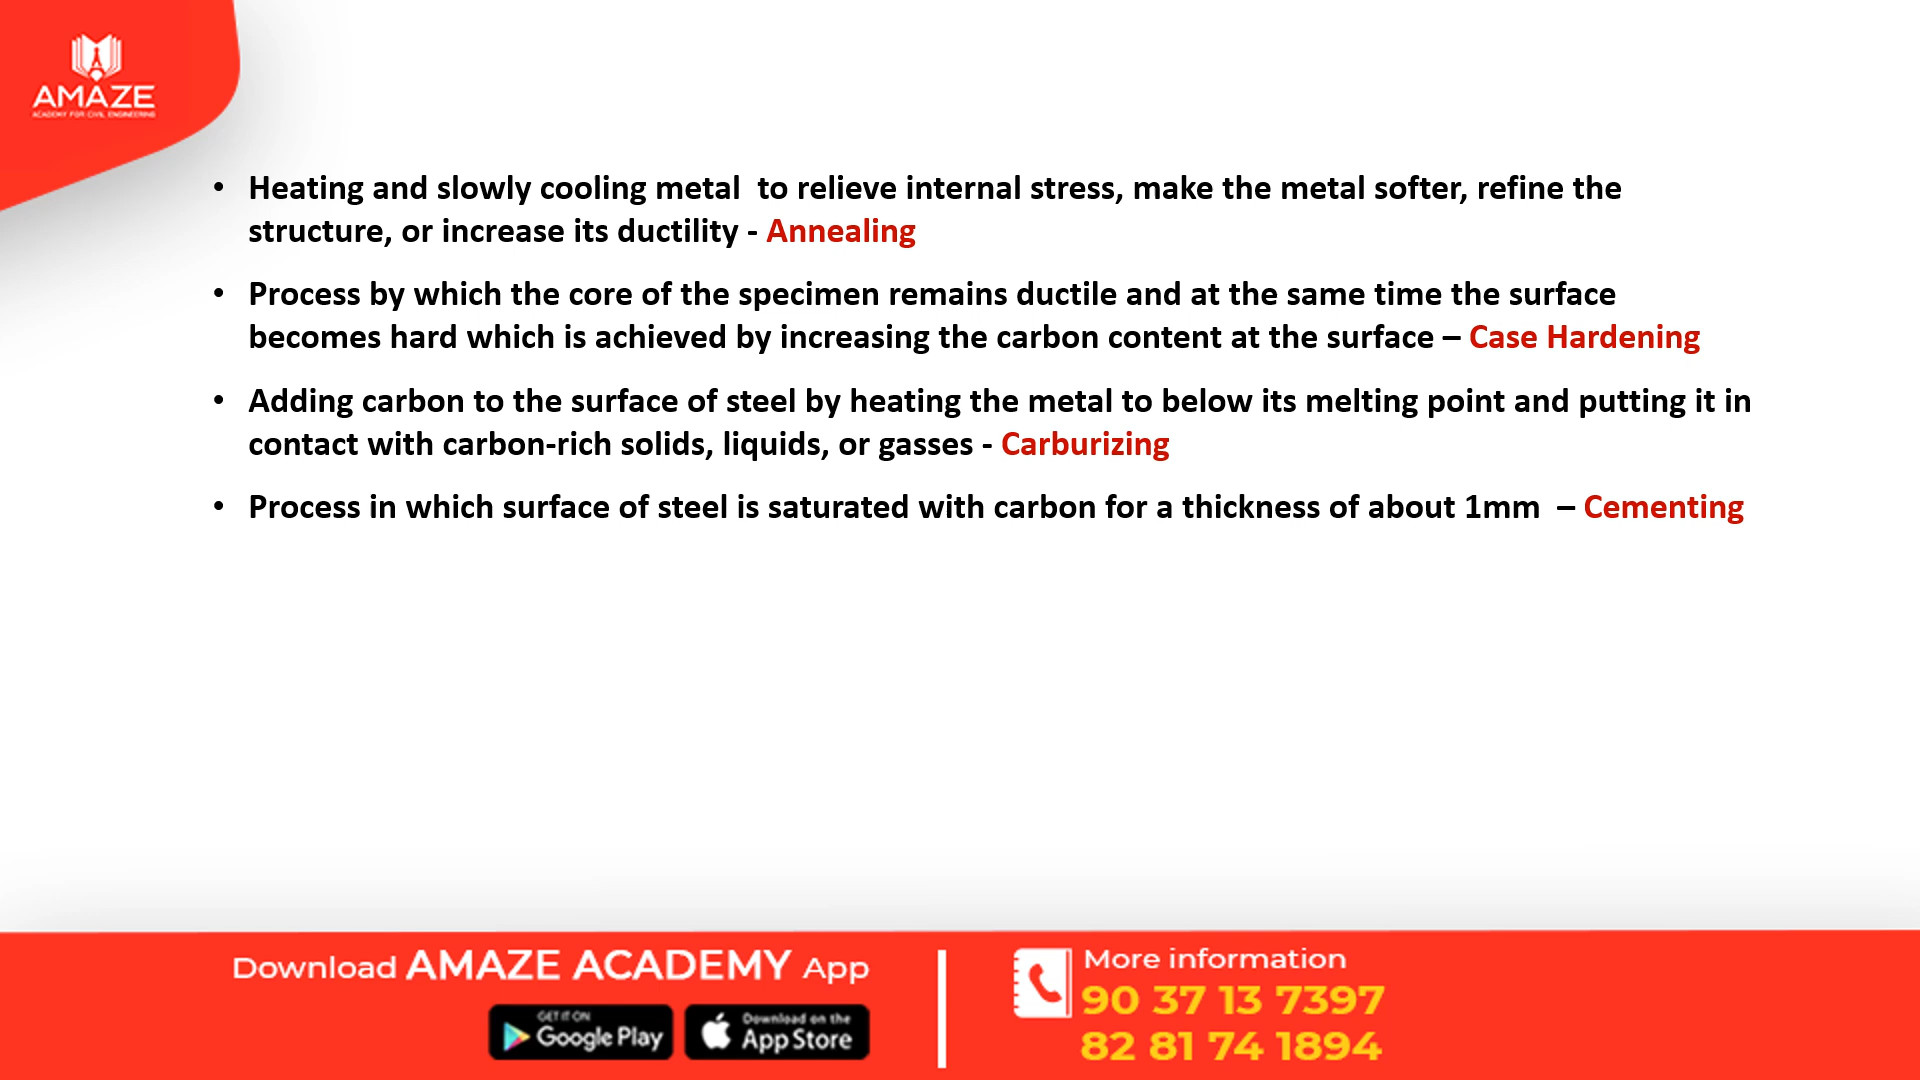 AMAZE
ACADEMY FOR CIVIL ENGINEERING
• Heating and slowly cooling metal  to relieve internal stress, make the metal softer, refine the
structure, or increase its ductility - Annealing
• Process by which the core of the specimen remains ductile and at the same time the surface
becomes hard which is achieved by increasing the carbon content at the surface – Case Hardening
• Adding carbon to the surface of steel by heating the metal to below its melting point and putting it in
contact with carbon-rich solids, liquids, or gasses - Carburizing
• Process in which surface of steel is saturated with carbon for a thickness of about 1mm  – Cementing
Download AMAZE ACADEMY App
GET IT ON
Google Play
Download on the
App Store
More information
90 37 13 7397
82 81 74 1894